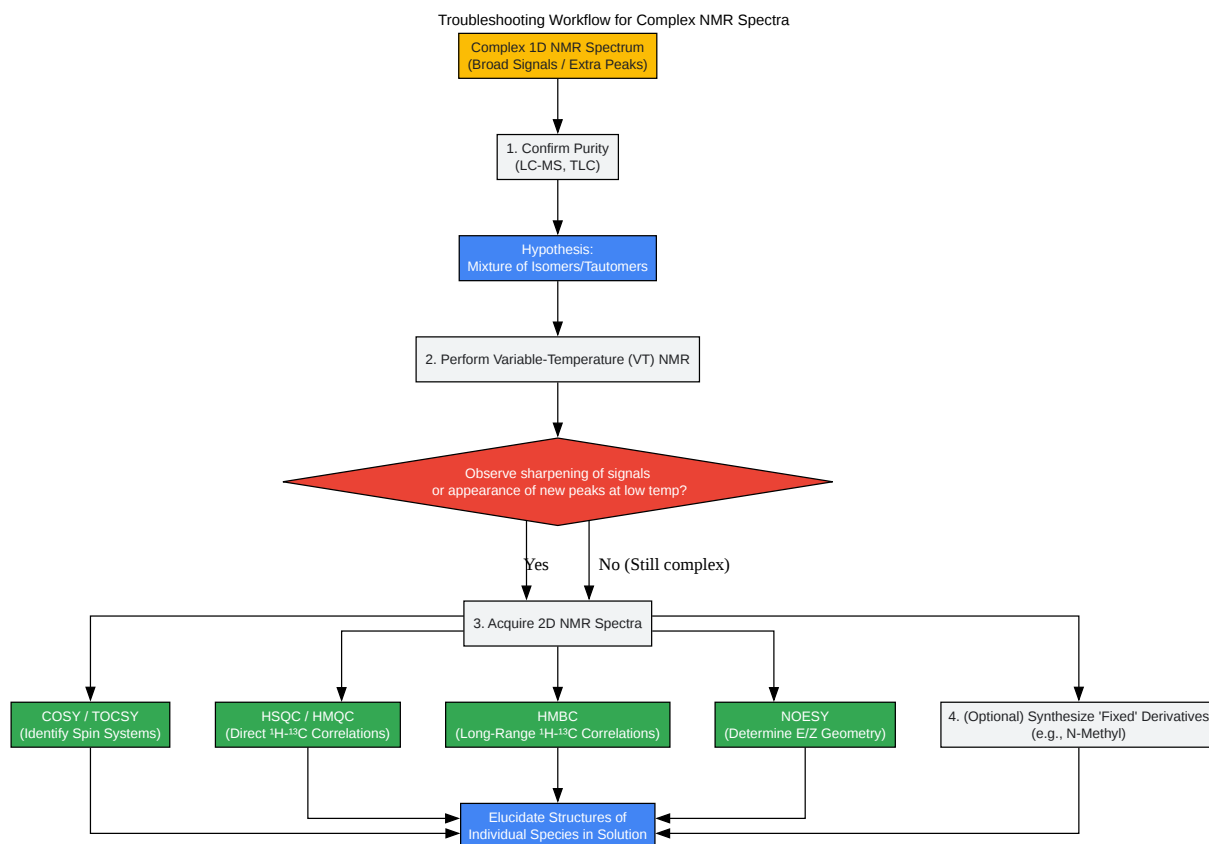 Troubleshooting Workflow for Complex NMR Spectra
Complex 1D NMR Spectrum
(Broad Signals / Extra Peaks)
1. Confirm Purity
(LC-MS, TLC)
Hypothesis:
Mixture of Isomers/Tautomers
2. Perform Variable-Temperature (VT) NMR
Observe sharpening of signals
or appearance of new peaks at low temp?
Yes
No (Still complex)
3. Acquire 2D NMR Spectra
COSY / TOCSY
(Identify Spin Systems)
HSQC / HMQC
(Direct ¹H-¹³C Correlations)
HMBC
(Long-Range ¹H-¹³C Correlations)
NOESY
(Determine E/Z Geometry)
4. (Optional) Synthesize 'Fixed' Derivatives
(e.g., N-Methyl)
Elucidate Structures of
Individual Species in Solution